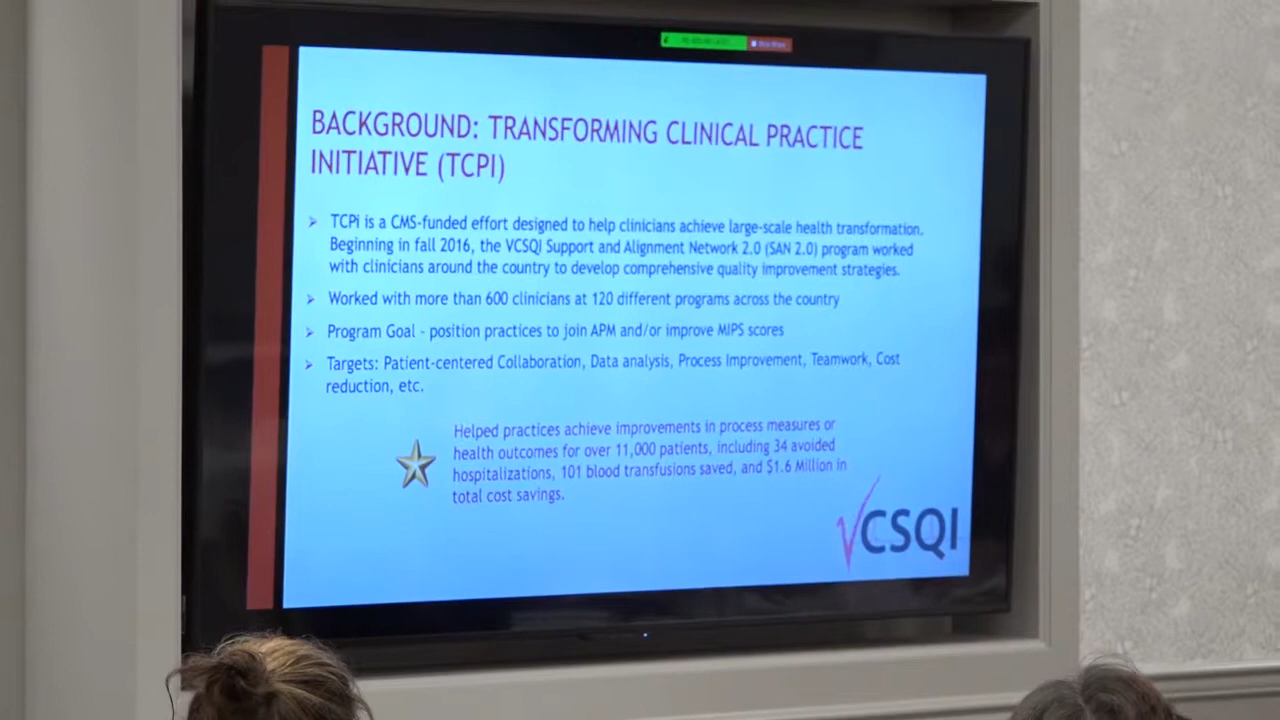 BACKGROUND: TRANSFORMING CLINICAL PRACTICE
INITIATIVE (TCPI)
➢ TCPi is a CMS-funded effort designed to help clinicians achieve large-scale health transformation.
Beginning in fall 2016, the VCSQI Support and Alignment Network 2.0 (SAN 2.0) program worked
with clinicians around the country to develop comprehensive quality improvement strategies.
➢ Worked with more than 600 clinicians at 120 different programs across the country
➢ Program Goal - position practices to join APM and/or improve MIPS scores
➢ Targets: Patient-centered Collaboration, Data analysis, Process Improvement, Teamwork, Cost
reduction, etc.
Helped practices achieve improvements in process measures or
health outcomes for over 11,000 patients, including 34 avoided
hospitalizations, 101 blood transfusions saved, and $1.6 Million in
total cost savings.
VCSQI